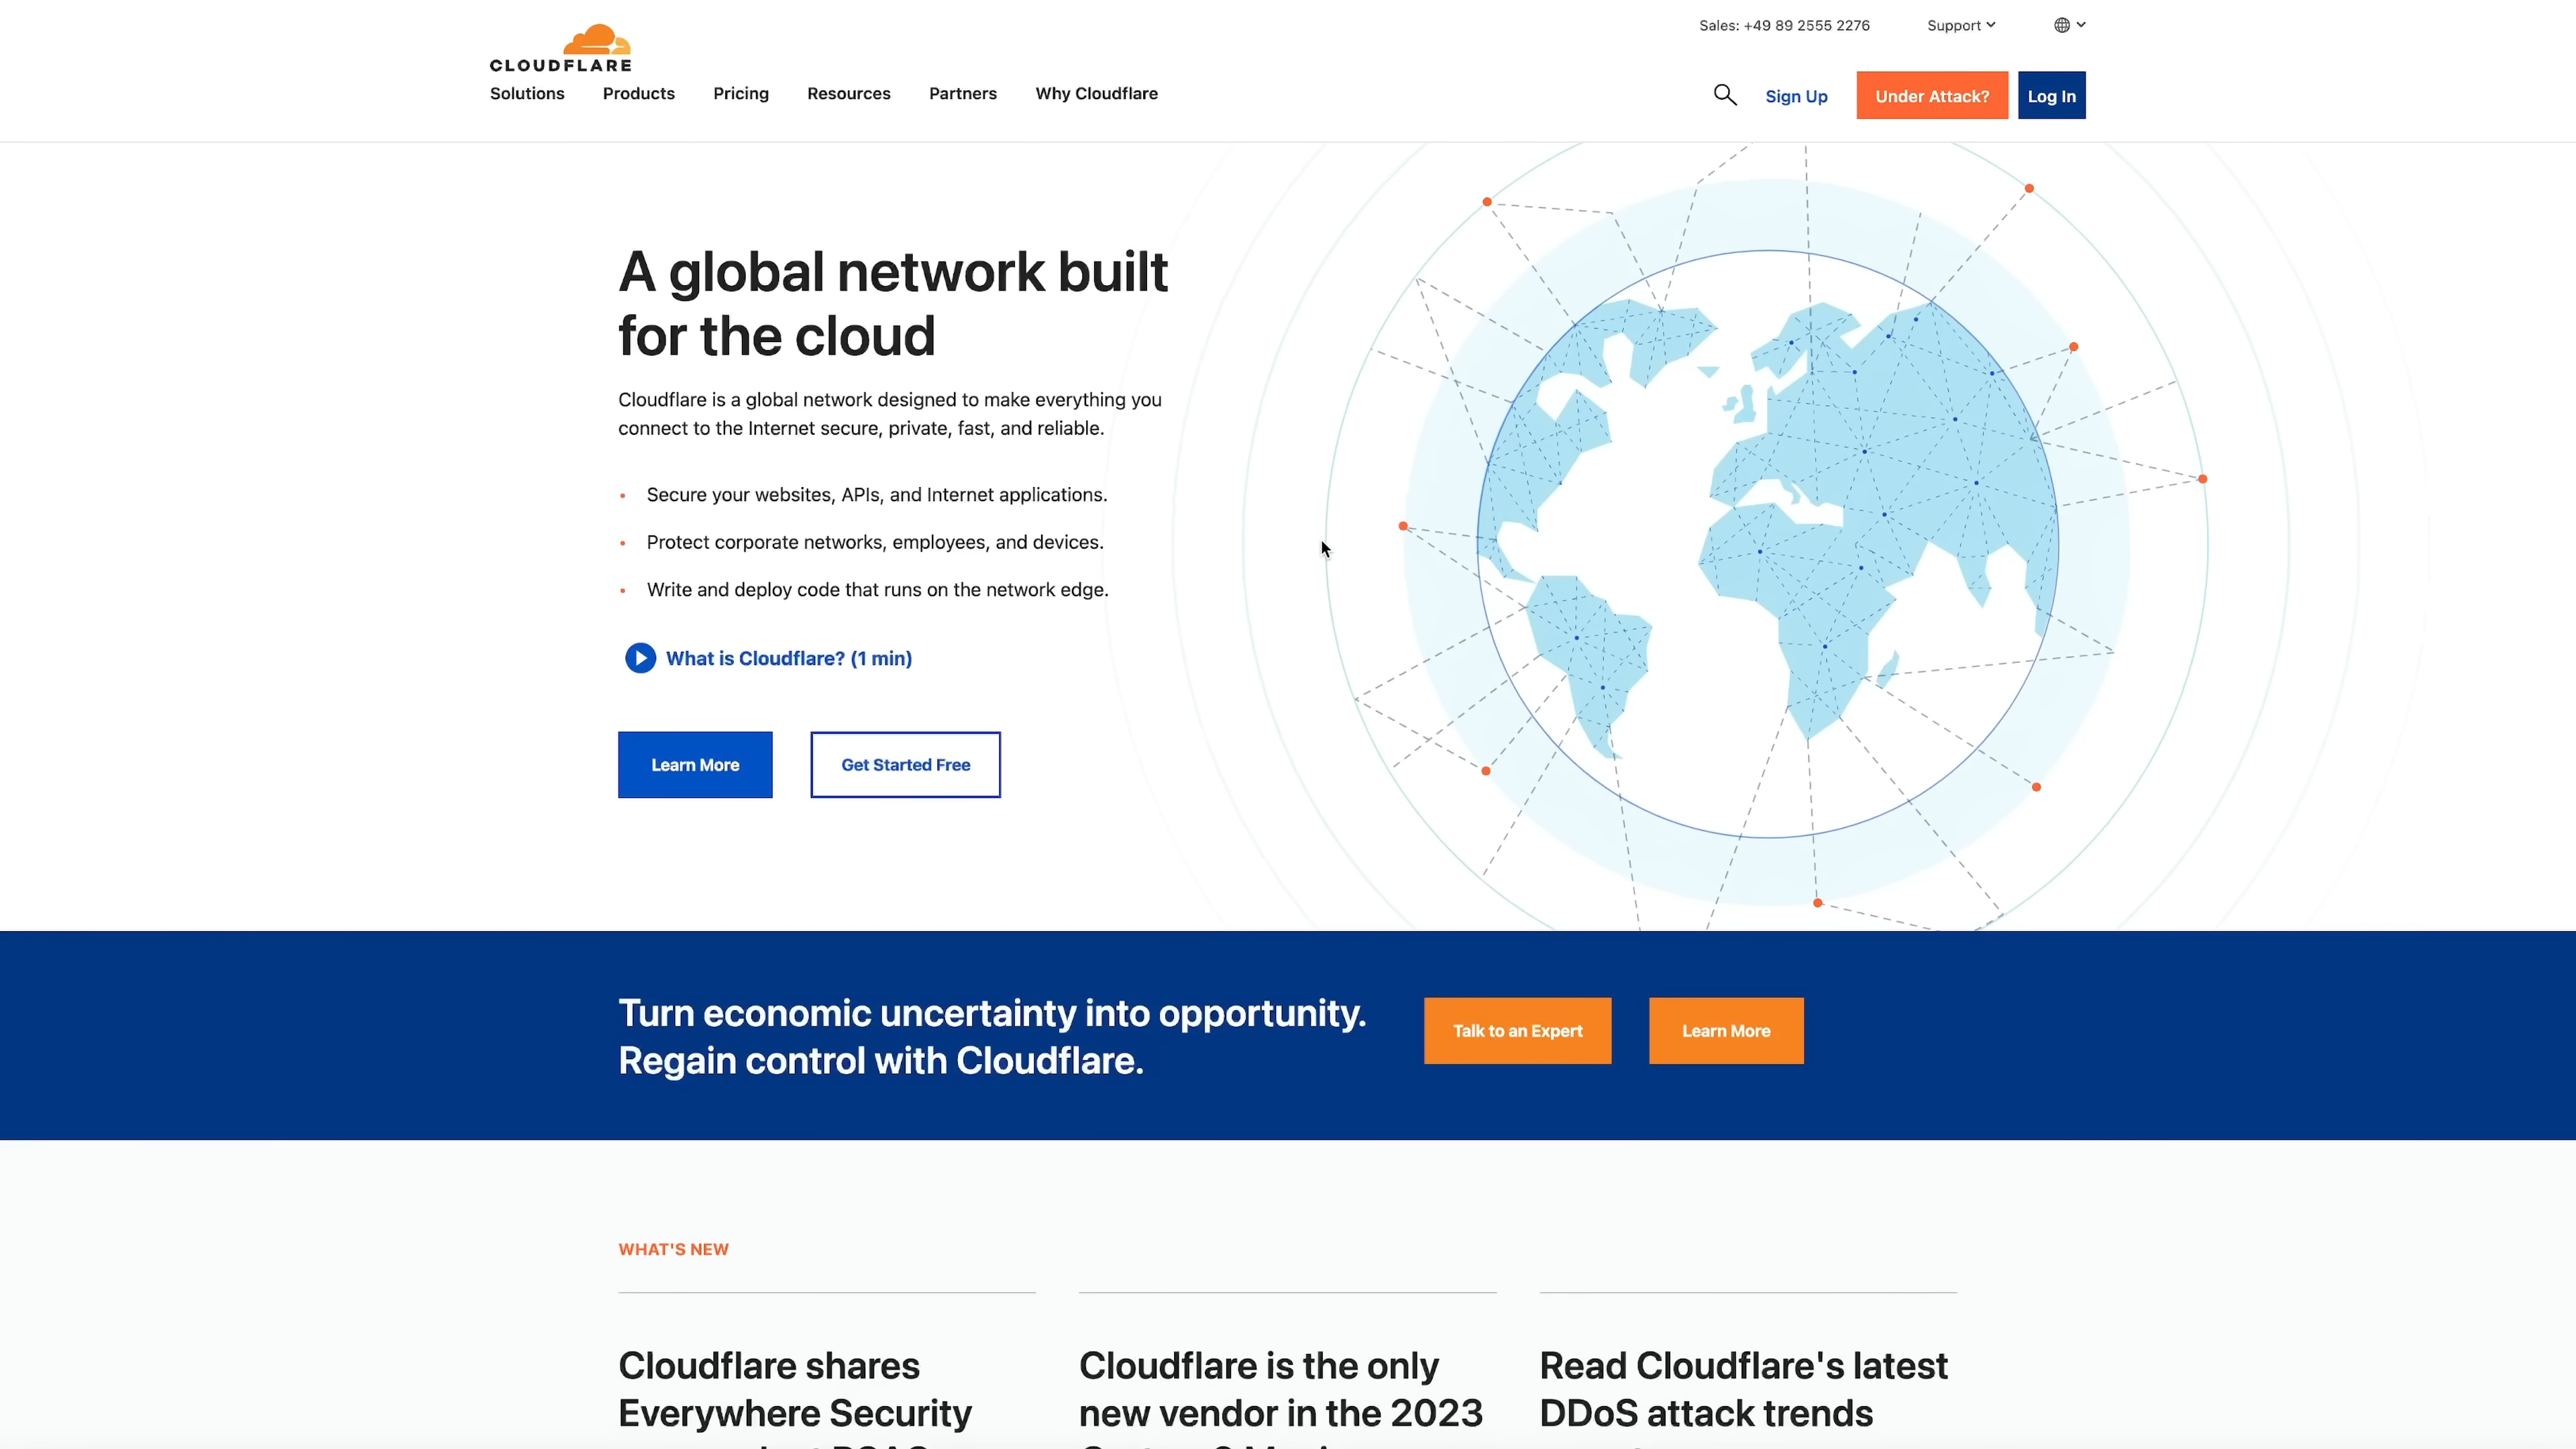 Sales: +49 89 2555 2276
Support
CLOUDFLARE
Solutions
Products
Pricing
Resources
Partners
Why Cloudflare
Sign Up
Under Attack?
Log In
A global network built
for the cloud
Cloudflare is a global network designed to make everything you
connect to the Internet secure, private, fast, and reliable.
• Secure your websites, APIs, and Internet applications.
• Protect corporate networks, employees, and devices.
• Write and deploy code that runs on the network edge.
What is Cloudflare? (1 min)
Learn More
Get Started Free
Turn economic uncertainty into opportunity.
Regain control with Cloudflare.
Talk to an Expert
Learn More
WHAT'S NEW
Cloudflare shares
Everywhere Security
Cloudflare is the only
new vendor in the 2023
Read Cloudflare's latest
DDoS attack trends